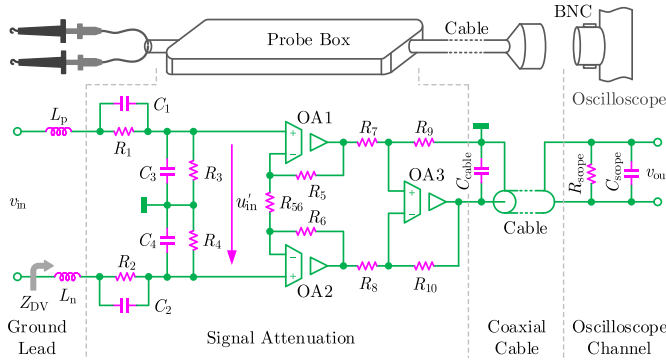 BNC
Probe Box
Cable
Oscilloscope
L_p
C_1
R_1
OA1
R_7
R_9
C_3
R_3
R_5
v_in
u'_in
R_56
OA3
C_cable
R_scope
C_scope
v_ou
C_4
R_4
R_6
Cable
R_2
Z_DV
L_n
C_2
OA2
R_8
R_10
Ground
Lead
Signal Attenuation
Coaxial
Cable
Oscilloscope
Channel